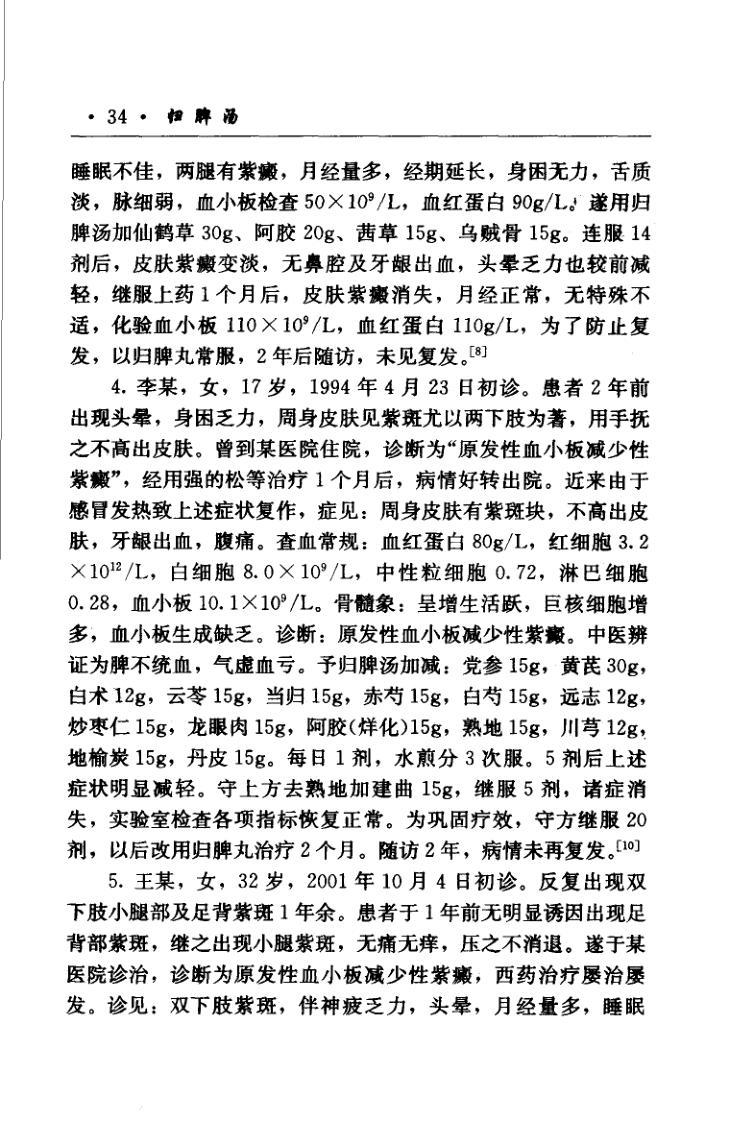 · 34 · 归脾汤
睡眠不佳，两腿有紫癜，月经量多，经期延长，身困无力，舌质
淡，脉细弱，血小板检查 50×10⁹/L，血红蛋白 90g/L。遂用归
脾汤加仙鹤草 30g、阿胶 20g、茜草 15g、乌贼骨 15g。连服 14
剂后，皮肤紫癜变淡，无鼻腔及牙龈出血，头晕乏力也较前减
轻，继服上药 1 个月后，皮肤紫癜消失，月经正常，无特殊不
适，化验血小板 110×10⁹/L，血红蛋白 110g/L，为了防止复
发，以归脾丸常服，2 年后随访，未见复发。[8]
4. 李某，女，17 岁，1994 年 4 月 23 日初诊。患者 2 年前
出现头晕，身困乏力，周身皮肤见紫斑尤以两下肢为著，用手抚
之不高出皮肤。曾到某医院住院，诊断为“原发性血小板减少性
紫癜”，经用强的松等治疗 1 个月后，病情好转出院。近来由于
感冒发热致上述症状复作，症见：周身皮肤有紫斑块，不高出皮
肤，牙龈出血，腹痛。查血常规：血红蛋白 80g/L，红细胞 3.2
×10¹²/L，白细胞 8.0×10⁹/L，中性粒细胞 0.72，淋巴细胞
0.28，血小板 10.1×10⁹/L。骨髓象：呈增生活跃，巨核细胞增
多，血小板生成缺乏。诊断：原发性血小板减少性紫癜。中医辨
证为脾不统血，气虚血亏。予归脾汤加减：党参 15g，黄芪 30g，
白术 12g，云苓 15g，当归 15g，赤芍 15g，白芍 15g，远志 12g，
炒枣仁 15g，龙眼肉 15g，阿胶(烊化)15g，熟地 15g，川芎 12g，
地榆炭 15g，丹皮 15g。每日 1 剂，水煎分 3 次服。5 剂后上述
症状明显减轻。守上方去熟地加建曲 15g，继服 5 剂，诸症消
失，实验室检查各项指标恢复正常。为巩固疗效，守方继服 20
剂，以后改用归脾丸治疗 2 个月。随访 2 年，病情未再复发。[10]
5. 王某，女，32 岁，2001 年 10 月 4 日初诊。反复出现双
下肢小腿部及足背紫斑 1 年余。患者于 1 年前无明显诱因出现足
背部紫斑，继之出现小腿紫斑，无痛无痒，压之不消退。遂于某
医院诊治，诊断为原发性血小板减少性紫癜，西药治疗屡治屡
发。诊见：双下肢紫斑，伴神疲乏力，头晕，月经量多，睡眠